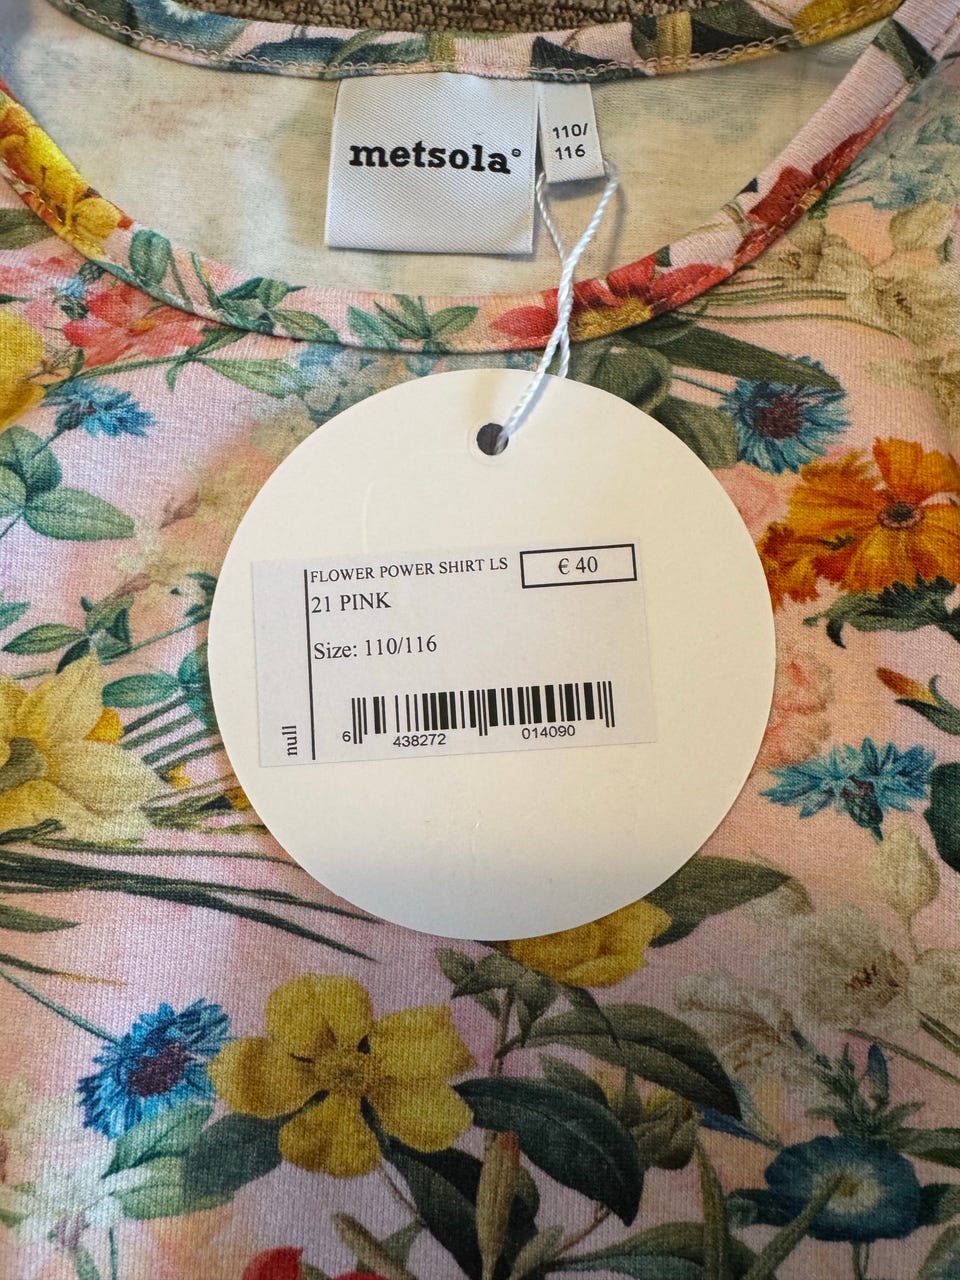 metsola®
110/
116
FLOWER POWER SHIRT LS
€ 40
21 PINK
Size: 110/116
null
6 438272 014090